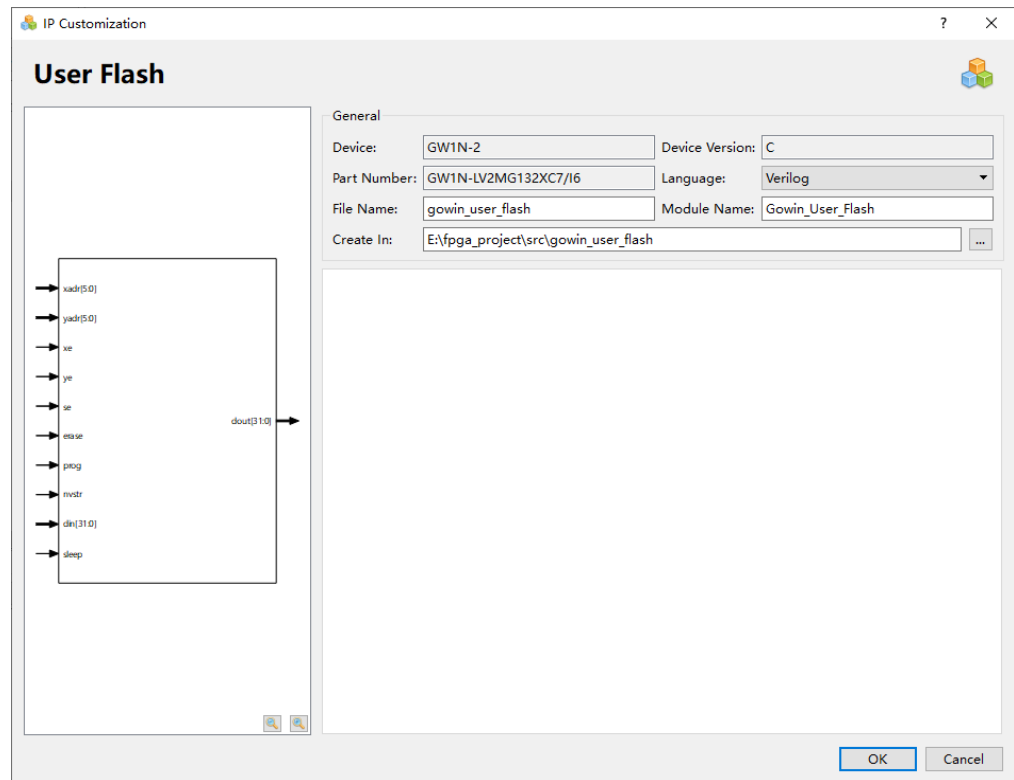 IP Customization
?
User Flash
General
Device: GW1N-2 Device Version: C
Part Number: GW1N-LV2MG132XC7/I6 Language: Verilog
File Name: gowin_user_flash Module Name: Gowin_User_Flash
Create In: E:\fpga_project\src\gowin_user_flash ...
xadr[5:0]
yadr[5:0]
xe
ye
se
dout[31:0]
erase
prog
nvstr
din[31:0]
sleep
OK Cancel